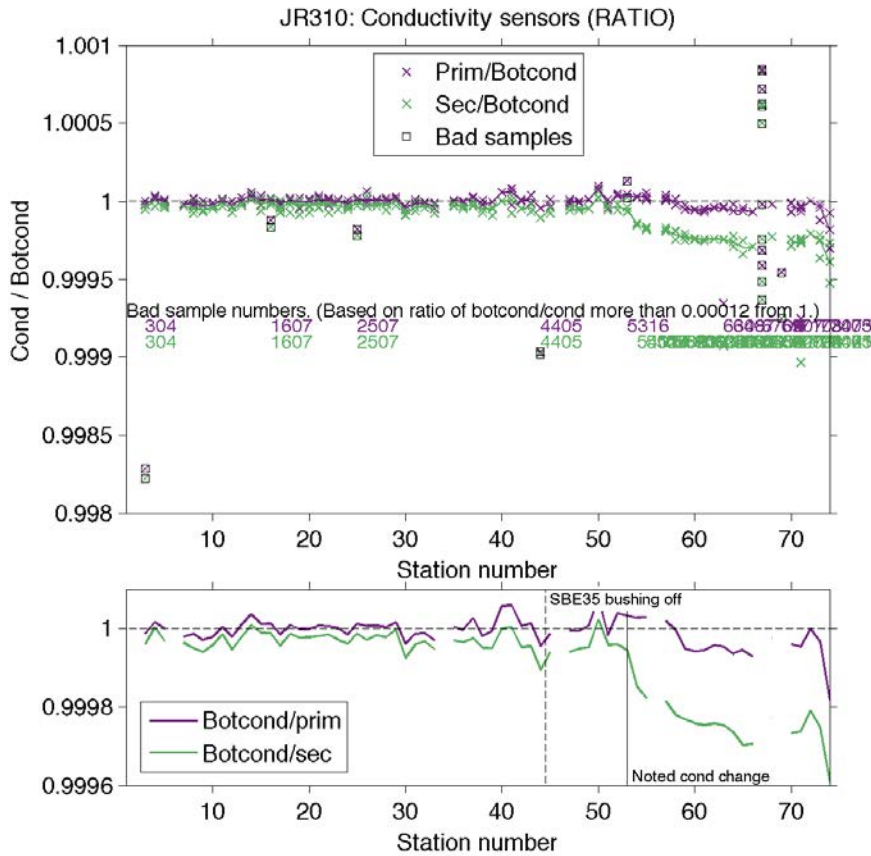 JR310: Conductivity sensors (RATIO)
1.001
1.0005
1
0.9995
0.999
0.9985
0.998
Cond / Botcond
Prim/Botcond
Sec/Botcond
Bad samples
Bad sample numbers. (Based on ratio of botcond/cond more than 0.00012 from 1.)
304 1607 2507 4405 5316
304 1607 2507 4405
10 20 30 40 50 60 70
Station number
SBE35 bushing off
1
0.9998
0.9996
Botcond/prim
Botcond/sec
Noted cond change
10 20 30 40 50 60 70
Station number